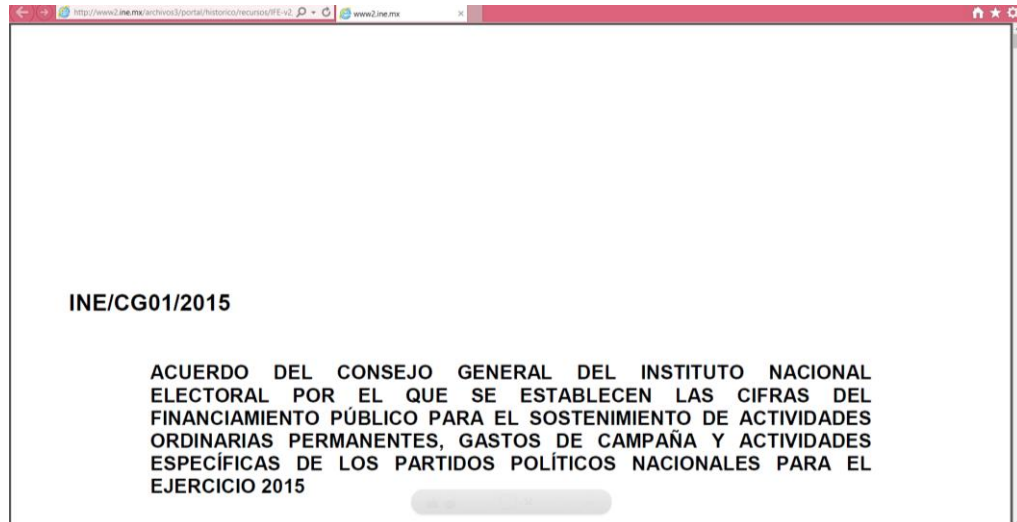 http://www2.ine.mx/archivos3/portal/historico/recursos/IFE-v2
www2.ine.mx
INE/CG01/2015
ACUERDO DEL CONSEJO GENERAL DEL INSTITUTO NACIONAL
ELECTORAL POR EL QUE SE ESTABLECEN LAS CIFRAS DEL
FINANCIAMIENTO PÚBLICO PARA EL SOSTENIMIENTO DE ACTIVIDADES
ORDINARIAS PERMANENTES, GASTOS DE CAMPAÑA Y ACTIVIDADES
ESPECÍFICAS DE LOS PARTIDOS POLÍTICOS NACIONALES PARA EL
EJERCICIO 2015